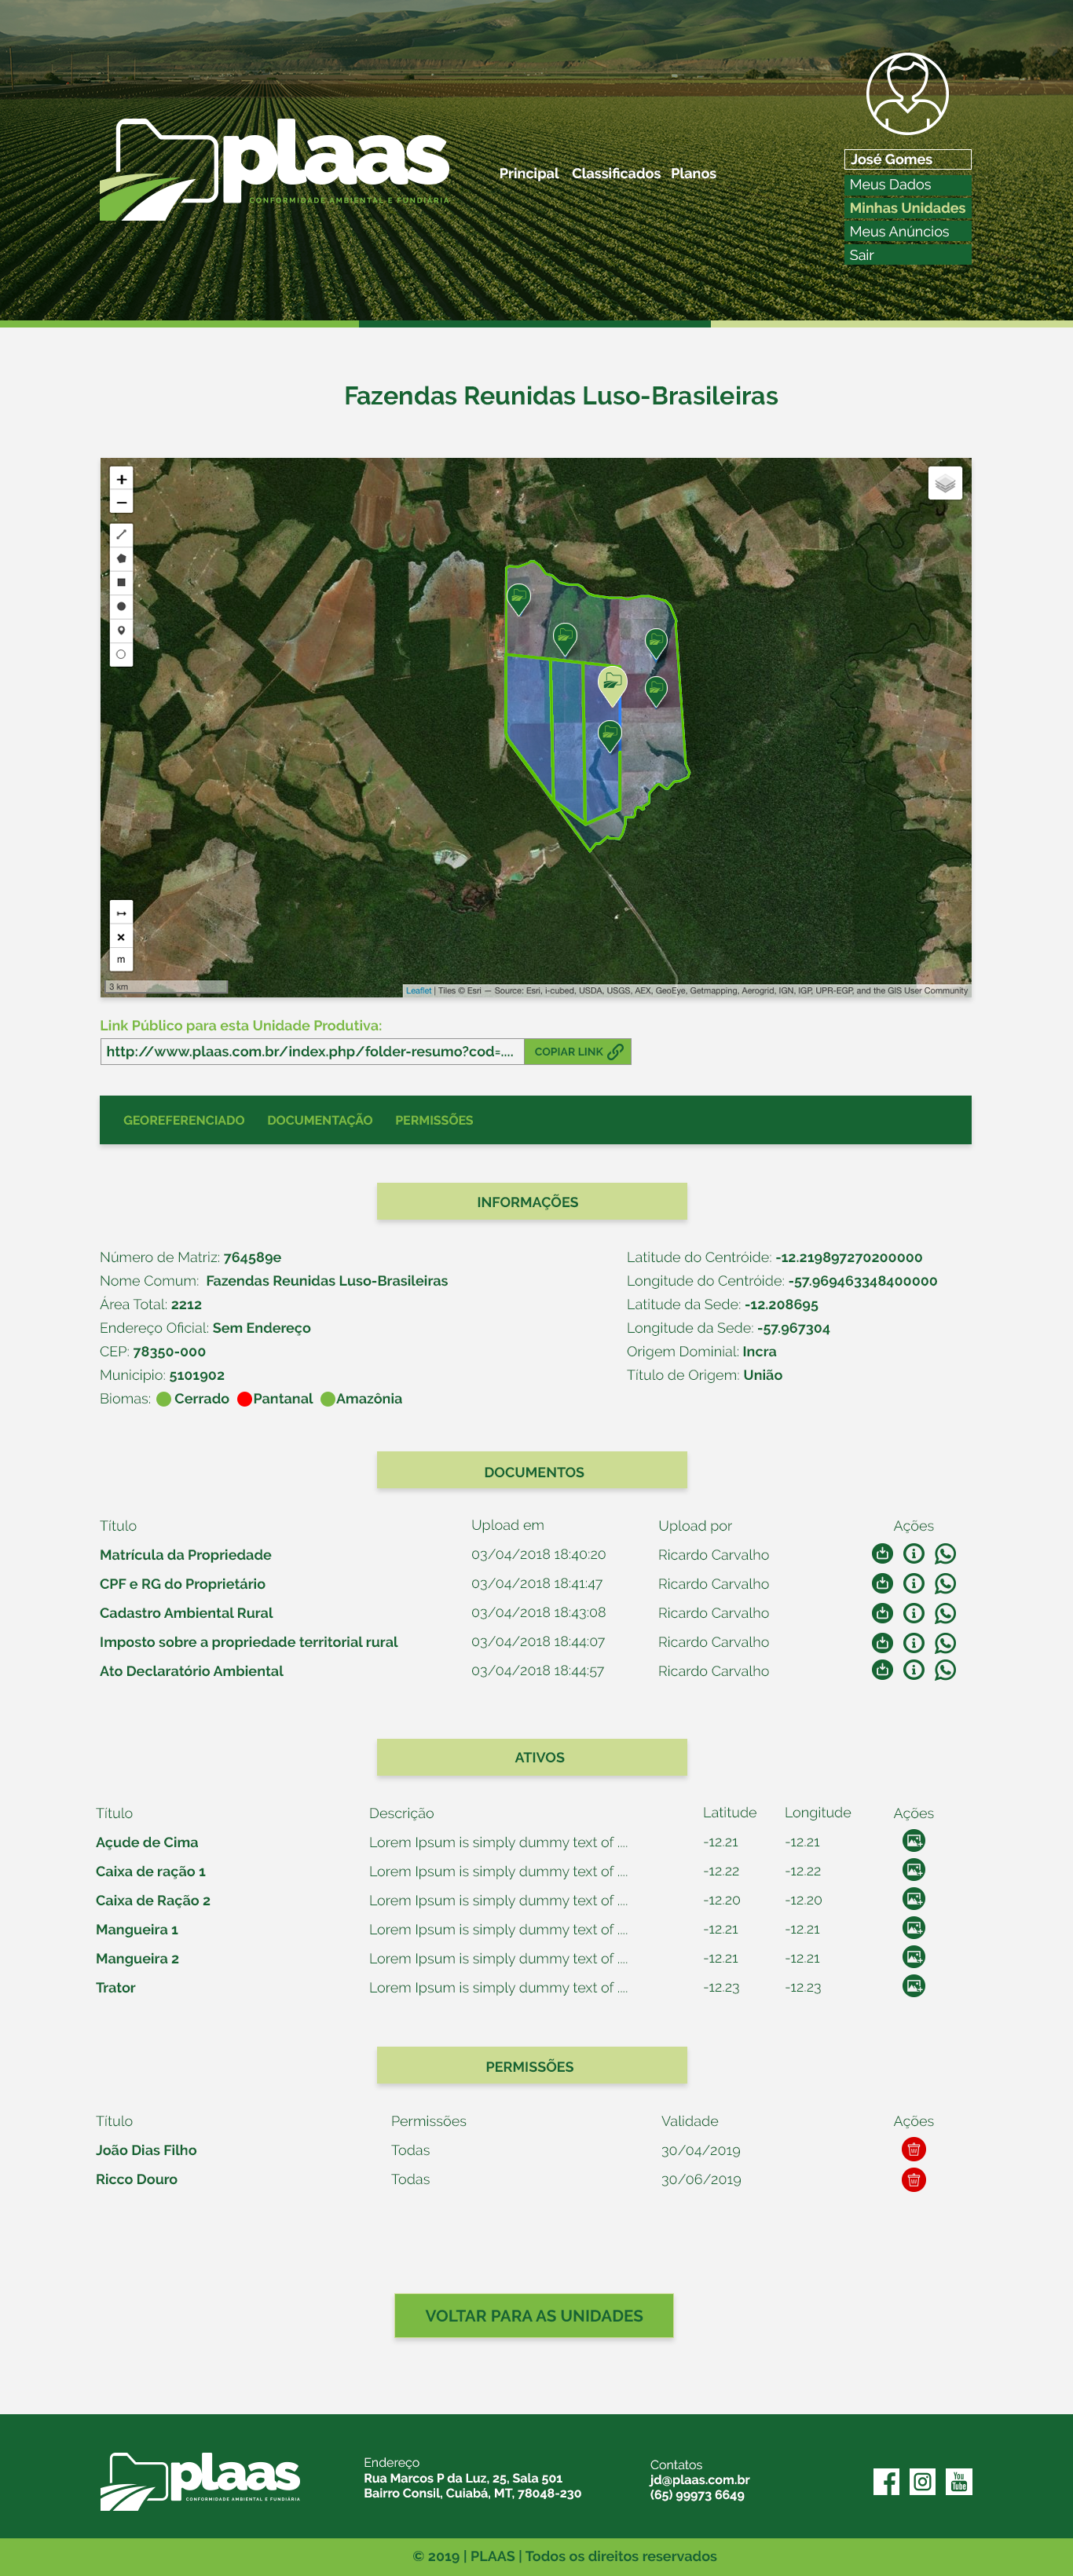 plaas
CONFORMIDADE AMBIENTAL E FUNDIÁRIA
Principal Classificados Planos
José Gomes
Meus Dados
Minhas Unidades
Meus Anúncios
Sair
Fazendas Reunidas Luso-Brasileiras
+
−
m
3 km
Leaflet | Tiles © Esri — Source: Esri, i-cubed, USDA, USGS, AEX, GeoEye, Getmapping, Aerogrid, IGN, IGP, UPR-EGP, and the GIS User Community
Link Público para esta Unidade Produtiva:
http://www.plaas.com.br/index.php/folder-resumo?cod=.... COPIAR LINK
GEOREFERENCIADO DOCUMENTAÇÃO PERMISSÕES
INFORMAÇÕES
Número de Matriz: 764589e
Nome Comum: Fazendas Reunidas Luso-Brasileiras
Área Total: 2212
Endereço Oficial: Sem Endereço
CEP: 78350-000
Municipio: 5101902
Biomas: Cerrado Pantanal Amazônia
Latitude do Centróide: -12.219897270200000
Longitude do Centróide: -57.969463348400000
Latitude da Sede: -12.208695
Longitude da Sede: -57.967304
Origem Dominial: Incra
Título de Origem: União
DOCUMENTOS
Título Upload em Upload por Ações
Matrícula da Propriedade 03/04/2018 18:40:20 Ricardo Carvalho
CPF e RG do Proprietário 03/04/2018 18:41:47 Ricardo Carvalho
Cadastro Ambiental Rural 03/04/2018 18:43:08 Ricardo Carvalho
Imposto sobre a propriedade territorial rural 03/04/2018 18:44:07 Ricardo Carvalho
Ato Declaratório Ambiental 03/04/2018 18:44:57 Ricardo Carvalho
ATIVOS
Título Descrição Latitude Longitude Ações
Açude de Cima Lorem Ipsum is simply dummy text of .... -12.21 -12.21
Caixa de ração 1 Lorem Ipsum is simply dummy text of .... -12.22 -12.22
Caixa de Ração 2 Lorem Ipsum is simply dummy text of .... -12.20 -12.20
Mangueira 1 Lorem Ipsum is simply dummy text of .... -12.21 -12.21
Mangueira 2 Lorem Ipsum is simply dummy text of .... -12.21 -12.21
Trator Lorem Ipsum is simply dummy text of .... -12.23 -12.23
PERMISSÕES
Título Permissões Validade Ações
João Dias Filho Todas 30/04/2019
Ricco Douro Todas 30/06/2019
VOLTAR PARA AS UNIDADES
plaas
CONFORMIDADE AMBIENTAL E FUNDIÁRIA
Endereço
Rua Marcos P da Luz, 25, Sala 501
Bairro Consil, Cuiabá, MT, 78048-230
Contatos
jd@plaas.com.br
(65) 99973 6649
You Tube
© 2019 | PLAAS | Todos os direitos reservados